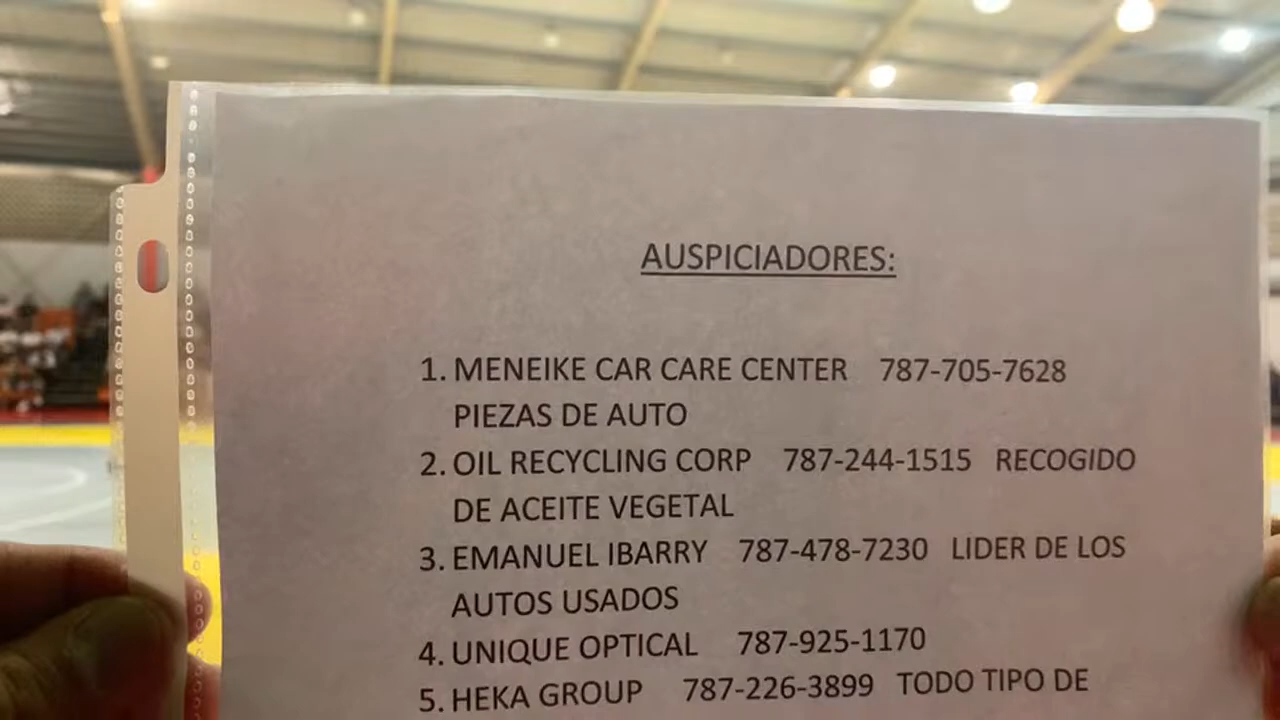 AUSPICIADORES:
1. MENEIKE CAR CARE CENTER 787-705-7628
PIEZAS DE AUTO
2. OIL RECYCLING CORP 787-244-1515 RECOGIDO
DE ACEITE VEGETAL
3. EMANUEL IBARRY 787-478-7230 LIDER DE LOS
AUTOS USADOS
4. UNIQUE OPTICAL 787-925-1170
5. HEKA GROUP 787-226-3899 TODO TIPO DE